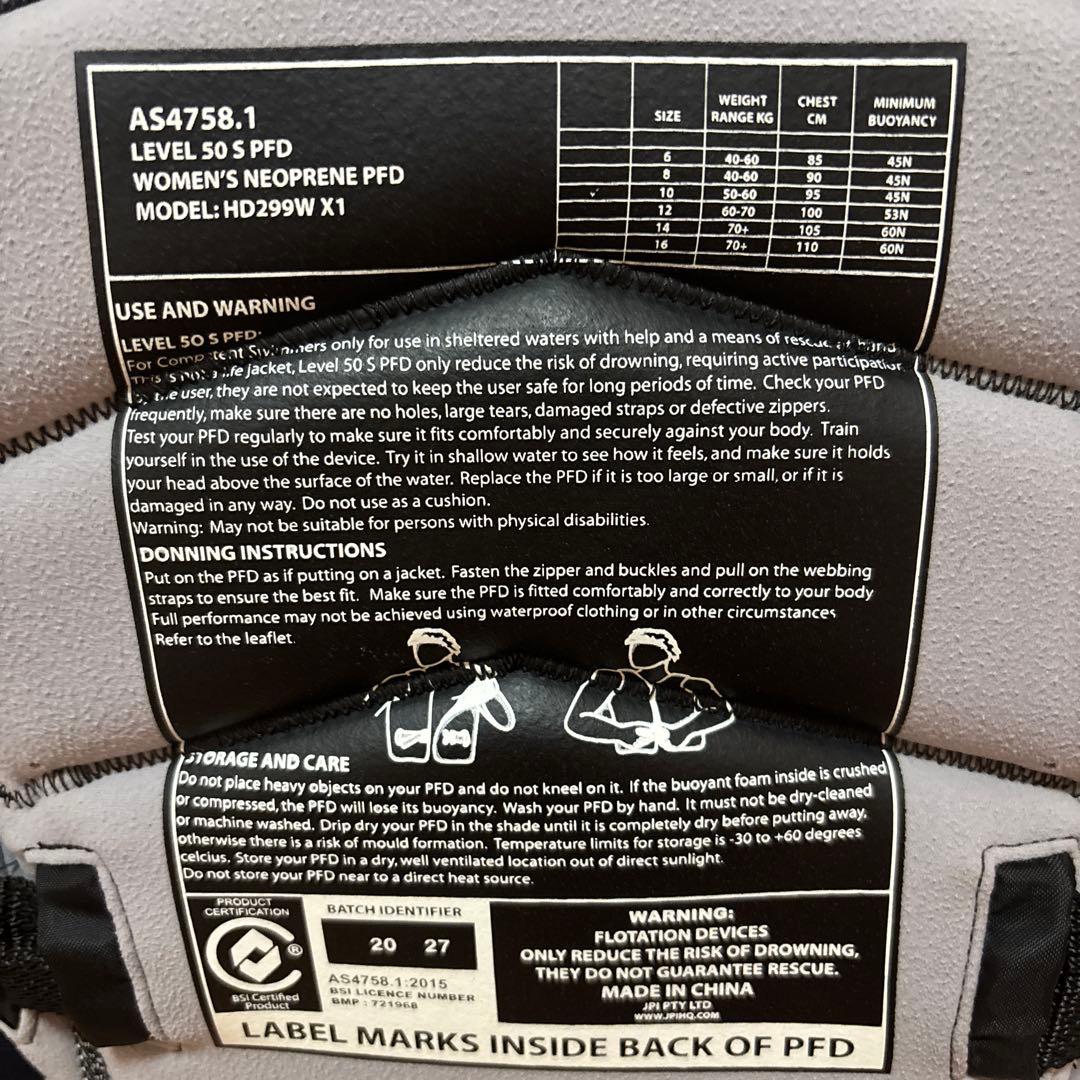 AS4758.1
LEVEL 50 S PFD
WOMEN'S NEOPRENE PFD
MODEL: HD299W X1
SIZE WEIGHT RANGE KG CHEST CM MINIMUM BUOYANCY
6 40-60 85 45N
8 40-60 90 45N
✓ 10 50-60 95 45N
12 60-70 100 53N
14 70+ 105 60N
16 70+ 110 60N
USE AND WARNING
LEVEL 50 S PFD:
For Competent Swimmers only for use in sheltered waters with help and a means of rescue at hand
This is not a life jacket, Level 50 S PFD only reduce the risk of drowning, requiring active participation
the user, they are not expected to keep the user safe for long periods of time. Check your PFD
frequently, make sure there are no holes, large tears, damaged straps or defective zippers.
Test your PFD regularly to make sure it fits comfortably and securely against your body. Train
yourself in the use of the device. Try it in shallow water to see how it feels, and make sure it holds
your head above the surface of the water. Replace the PFD if it is too large or small, or if it is
damaged in any way. Do not use as a cushion.
Warning: May not be suitable for persons with physical disabilities.
DONNING INSTRUCTIONS
Put on the PFD as if putting on a jacket. Fasten the zipper and buckles and pull on the webbing
straps to ensure the best fit. Make sure the PFD is fitted comfortably and correctly to your body
Full performance may not be achieved using waterproof clothing or in other circumstances
Refer to the leaflet.
STORAGE AND CARE
Do not place heavy objects on your PFD and do not kneel on it. If the buoyant foam inside is crushed
or compressed, the PFD will lose its buoyancy. Wash your PFD by hand. It must not be dry-cleaned
or machine washed. Drip dry your PFD in the shade until it is completely dry before putting away.
otherwise there is a risk of mould formation. Temperature limits for storage is -30 to +60 degrees
celcius. Store your PFD in a dry, well ventilated location out of direct sunlight.
Do not store your PFD near to a direct heat source.
PRODUCT
CERTIFICATION
®
BSI Certified
Product
BATCH IDENTIFIER
20 27
AS4758.1:2015
BSI LICENCE NUMBER
BMP : 721968
WARNING:
FLOTATION DEVICES
ONLY REDUCE THE RISK OF DROWNING,
THEY DO NOT GUARANTEE RESCUE.
MADE IN CHINA
JPI PTY LTD
WWW.JPIHQ.COM
LABEL MARKS INSIDE BACK OF PFD